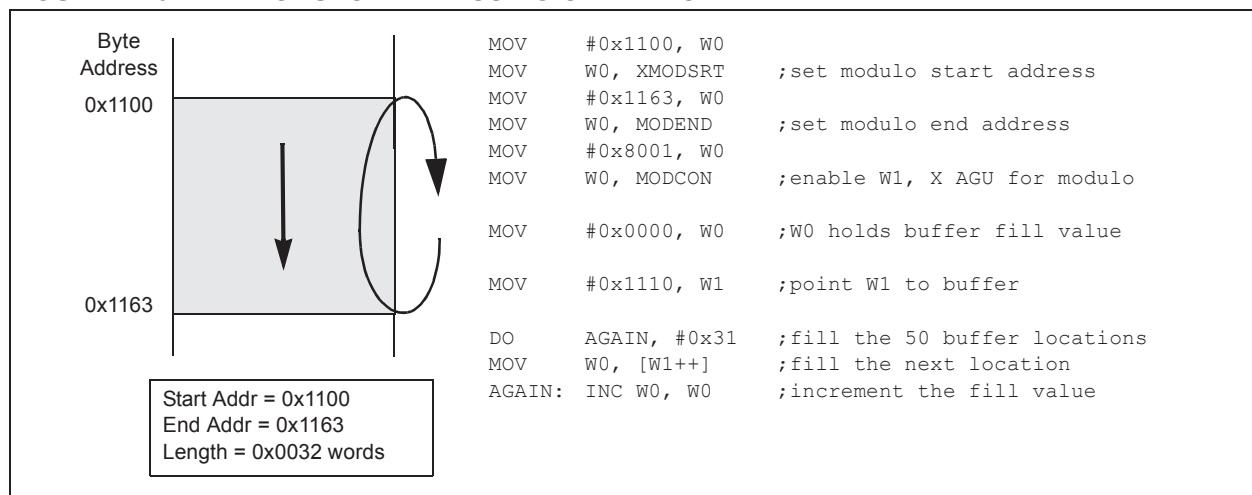 Byte
Address
0x1100
0x1163
Start Addr = 0x1100
End Addr = 0x1163
Length = 0x0032 words
MOV #0x1100, W0
MOV W0, XMODSRT ;set modulo start address
MOV #0x1163, W0
MOV W0, MODEND ;set modulo end address
MOV #0x8001, W0
MOV W0, MODCON ;enable W1, X AGU for modulo
MOV #0x0000, W0 ;W0 holds buffer fill value
MOV #0x1110, W1 ;point W1 to buffer
DO AGAIN, #0x31 ;fill the 50 buffer locations
MOV W0, [W1++] ;fill the next location
AGAIN: INC W0, W0 ;increment the fill value